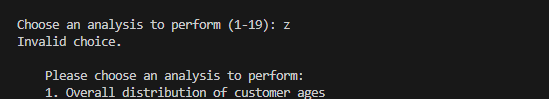 Choose an analysis to perform (1-19): z
Invalid choice.
Please choose an analysis to perform:
1. Overall distribution of customer ages